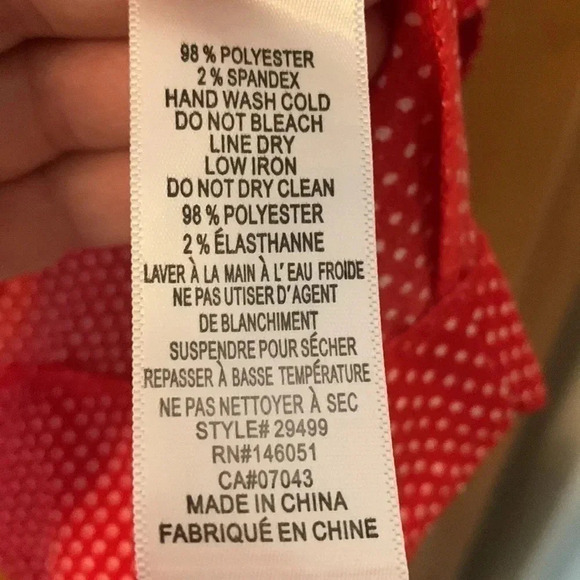 98 % POLYESTER
2 % SPANDEX
HAND WASH COLD
DO NOT BLEACH
LINE DRY
LOW IRON
DO NOT DRY CLEAN
98 % POLYESTER
2 % ÉLASTHANNE
LAVER À LA MAIN À L' EAU FROIDE
NE PAS UTISER D'AGENT
DE BLANCHIMENT
SUSPENDRE POUR SÉCHER
REPASSER À BASSE TEMPÉRATURE
NE PAS NETTOYER À SEC
STYLE# 29499
RN#146051
CA#07043
MADE IN CHINA
FABRIQUÉ EN CHINE